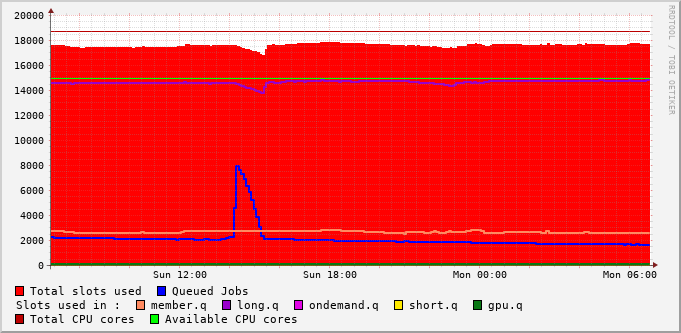 20000
18000
16000
14000
12000
10000
8000
6000
4000
2000
0
Sun 12:00 Sun 18:00 Mon 00:00 Mon 06:00
Total slots used Queued Jobs
Slots used in : member.q long.q ondemand.q short.q gpu.q
Total CPU cores Available CPU cores
RRDTOOL / TOBI OETIKER